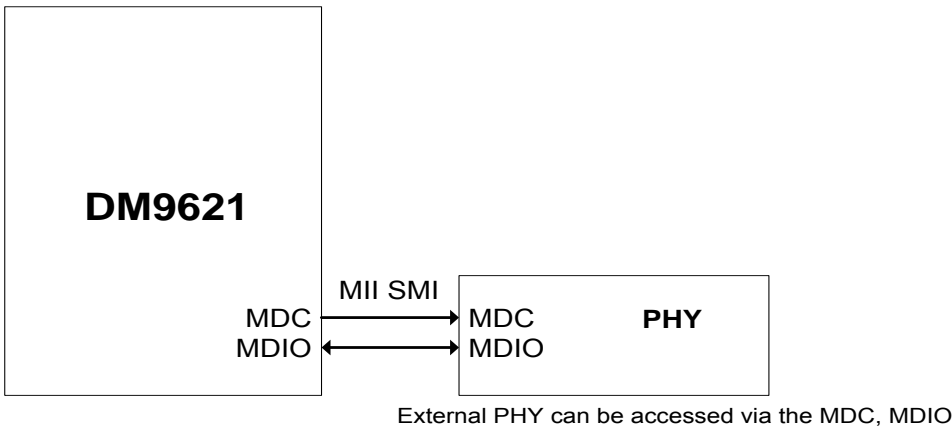 DM9621
MII SMI
MDC MDC PHY
MDIO MDIO
External PHY can be accessed via the MDC, MDIO